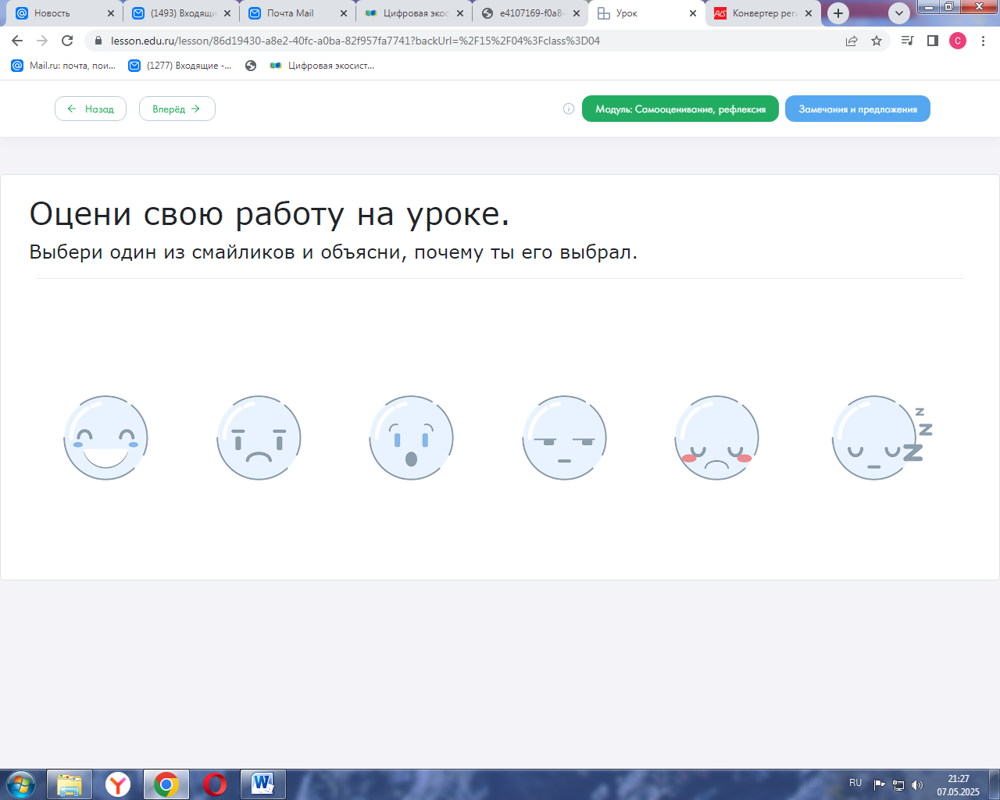 Новость
(1493) Входящи
Почта Mail
Цифровая экос
e4107169-f0a8-
Урок
Конвертер реги
lesson.edu.ru/lesson/86d19430-a8e2-40fc-a0ba-82f957fa7741?backUrl=%2F15%2F04%3Fclass%3D04
C
Mail.ru: почта, пои...
(1277) Входящие -...
Цифровая экосист...
Назад
Вперёд
Модуль: Самооценивание, рефлексия
Замечания и предложения
Оцени свою работу на уроке.
Выбери один из смайликов и объясни, почему ты его выбрал.
z
z
z
RU
21:27
07.05.2025